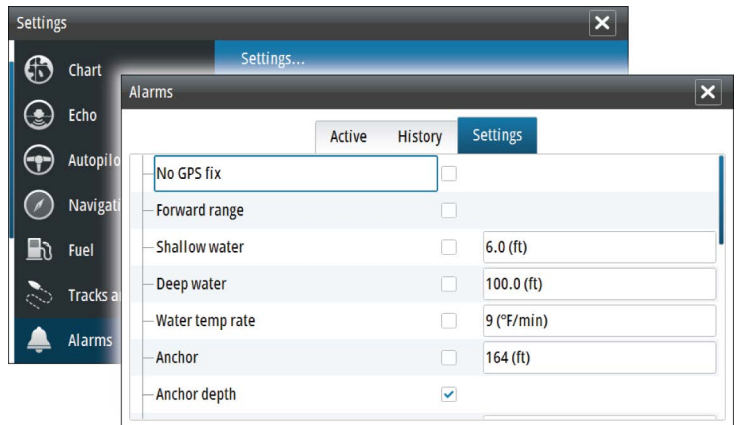 Settings
Settings...
Chart
Echo
Autopilo
Navigati
Fuel
Tracks a
Alarms
Alarms
Active History Settings
No GPS fix
Forward range
Shallow water 6.0 (ft)
Deep water 100.0 (ft)
Water temp rate 9 (°F/min)
Anchor 164 (ft)
Anchor depth